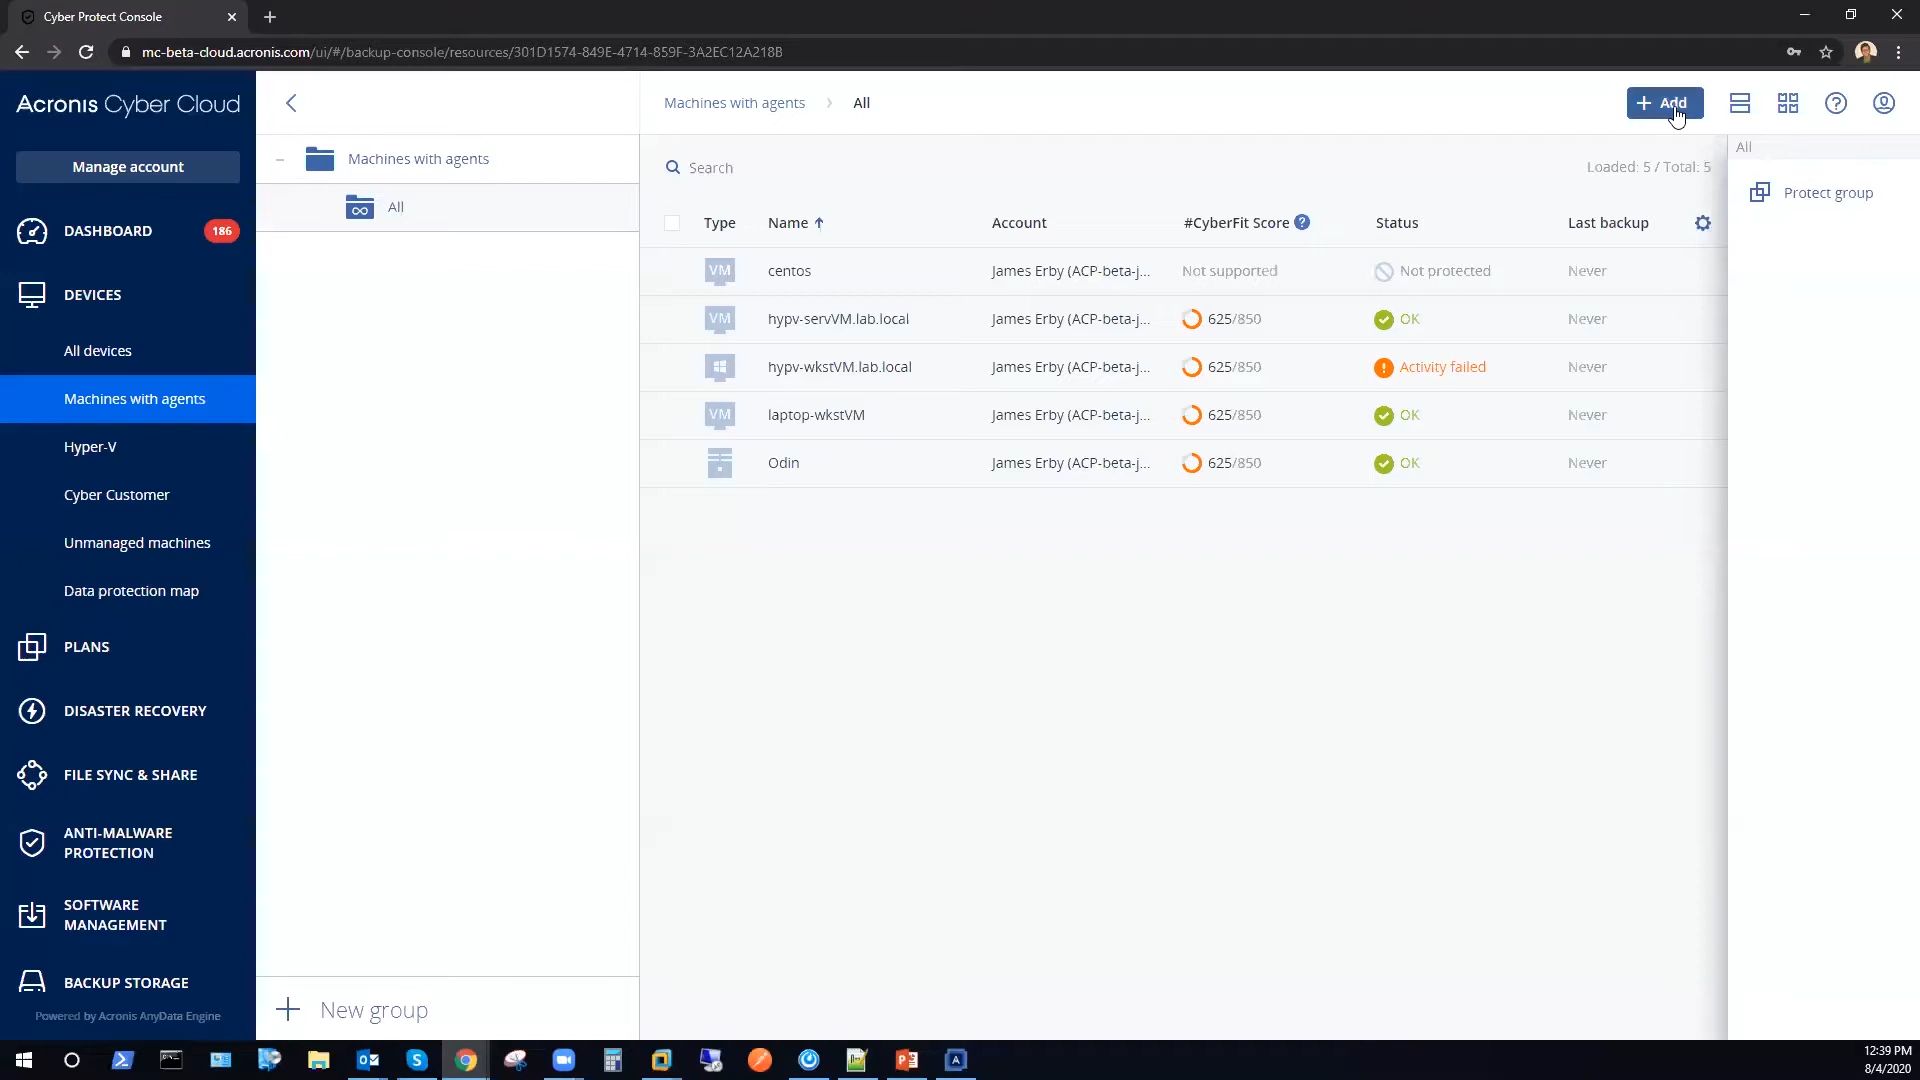 Cyber Protect Console
mc-beta-cloud.acronis.com/ui/#/backup-console/resources/301D1574-849E-4714-859F-3A2EC12A218B
Acronis Cyber Cloud
Manage account
DASHBOARD 186
DEVICES
All devices
Machines with agents
Hyper-V
Cyber Customer
Unmanaged machines
Data protection map
PLANS
DISASTER RECOVERY
FILE SYNC & SHARE
ANTI-MALWARE
PROTECTION
SOFTWARE
MANAGEMENT
BACKUP STORAGE
Powered by Acronis AnyData Engine
Machines with agents
All
New group
Machines with agents > All
+ Add
Search
Loaded: 5 / Total: 5
Type Name #CyberFit Score Account Status Last backup
VM centos James Erby (ACP-beta-j... Not supported Not protected Never
VM hypv-servVM.lab.local James Erby (ACP-beta-j... 625/850 OK Never
hypv-wkstVM.lab.local James Erby (ACP-beta-j... 625/850 Activity failed Never
VM laptop-wkstVM James Erby (ACP-beta-j... 625/850 OK Never
Odin James Erby (ACP-beta-j... 625/850 OK Never
All
Protect group
12:39 PM
8/4/2020